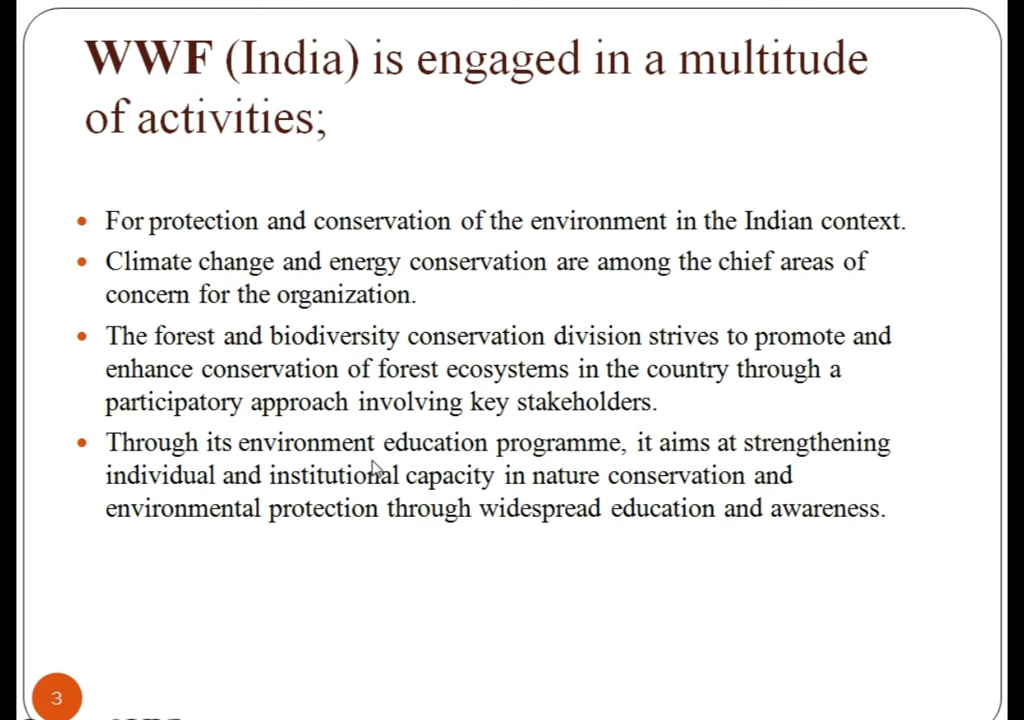 WWF (India) is engaged in a multitude
of activities;
• For protection and conservation of the environment in the Indian context.
• Climate change and energy conservation are among the chief areas of
concern for the organization.
• The forest and biodiversity conservation division strives to promote and
enhance conservation of forest ecosystems in the country through a
participatory approach involving key stakeholders.
• Through its environment education programme, it aims at strengthening
individual and institutional capacity in nature conservation and
environmental protection through widespread education and awareness.
3